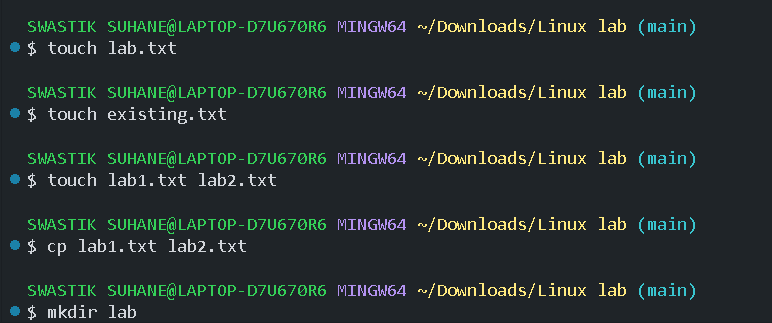 SWASTIK SUHANE@LAPTOP-D7U670R6 MINGW64 ~/Downloads/Linux lab (main)
$ touch lab.txt
SWASTIK SUHANE@LAPTOP-D7U670R6 MINGW64 ~/Downloads/Linux lab (main)
$ touch existing.txt
SWASTIK SUHANE@LAPTOP-D7U670R6 MINGW64 ~/Downloads/Linux lab (main)
$ touch lab1.txt lab2.txt
SWASTIK SUHANE@LAPTOP-D7U670R6 MINGW64 ~/Downloads/Linux lab (main)
$ cp lab1.txt lab2.txt
SWASTIK SUHANE@LAPTOP-D7U670R6 MINGW64 ~/Downloads/Linux lab (main)
$ mkdir lab